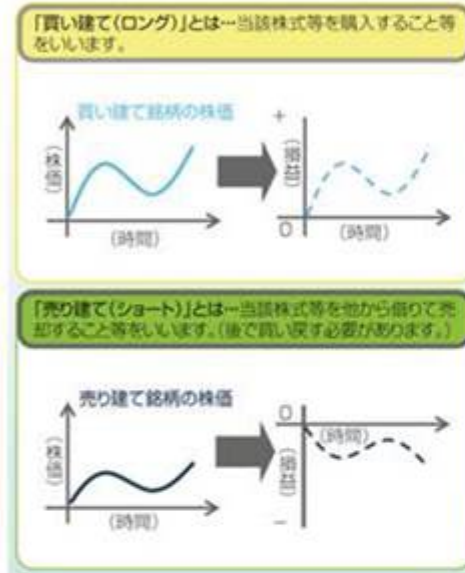 「買い建て(ロング)」とは…当該株式等を購入すること等
をいいます。
買い建て銘柄の株価
(株価)
(時間)
+
(損益)
0
(時間)
「売り建て(ショート)」とは…当該株式等を他から借りて売
却すること等をいいます。(後で買い戻す必要があります。)
売り建て銘柄の株価
(株価)
(時間)
0
(時間)
(損益)
−